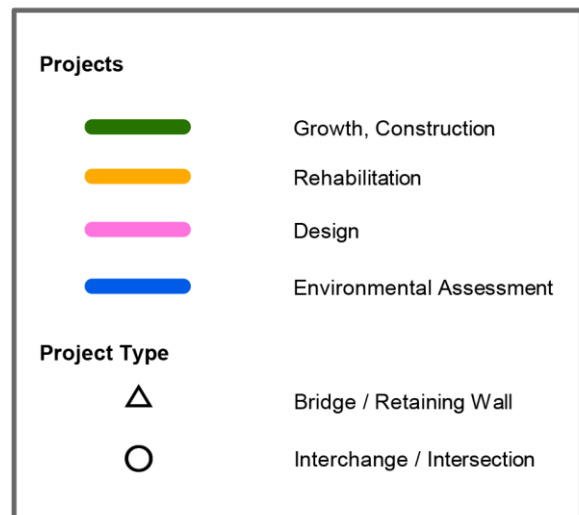 Projects
Growth, Construction
Rehabilitation
Design
Environmental Assessment
Project Type
Bridge / Retaining Wall
Interchange / Intersection